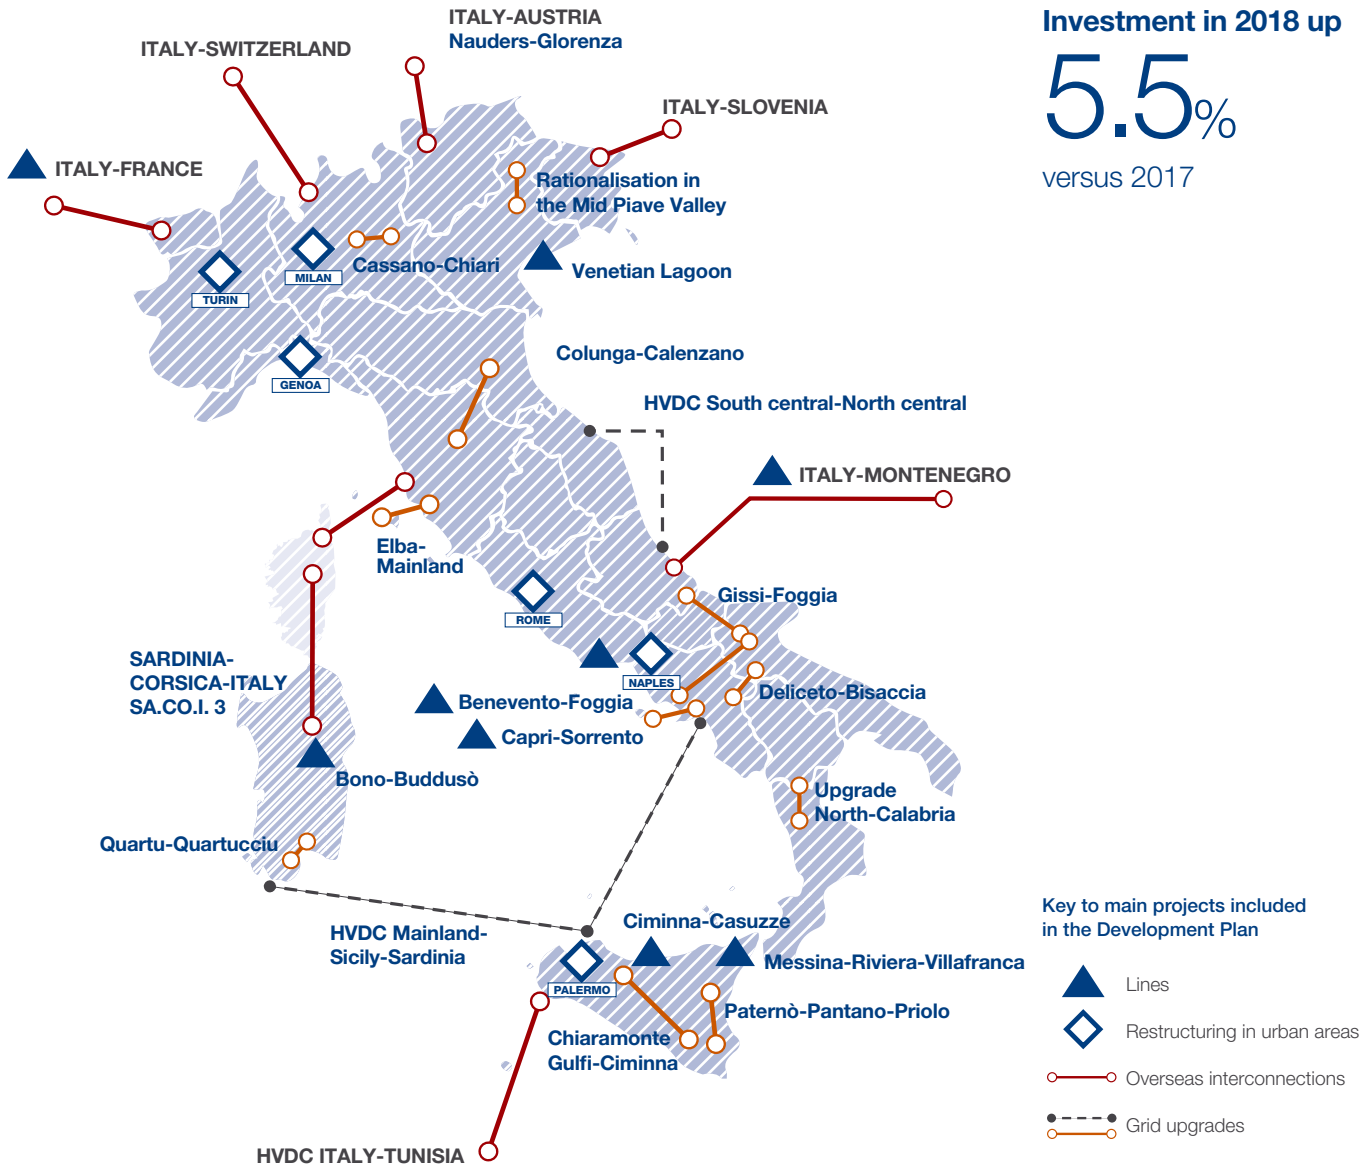 ITALY-AUSTRIA
Nauders-Glorenza
Investment in 2018 up
5.5%
versus 2017
ITALY-SWITZERLAND
ITALY-SLOVENIA
ITALY-FRANCE
Rationalisation in
the Mid Piave Valley
MILAN
Cassano-Chiari
Venetian Lagoon
TURIN
Colunga-Calenzano
GENOA
HVDC South central-North central
ITALY-MONTENEGRO
Elba-
Mainland
Gissi-Foggia
ROME
SARDINIA-
CORSICA-ITALY
SA.CO.I. 3
NAPLES
Deliceto-Bisaccia
Benevento-Foggia
Capri-Sorrento
Bono-Buddusò
Upgrade
North-Calabria
Quartu-Quartucciu
HVDC Mainland-
Sicily-Sardinia
Ciminna-Casuzze
Messina-Riviera-Villafranca
PALERMO
Paternò-Pantano-Priolo
Chiaramonte
Gulfi-Ciminna
HVDC ITALY-TUNISIA
Key to main projects included
in the Development Plan
Lines
Restructuring in urban areas
Overseas interconnections
Grid upgrades